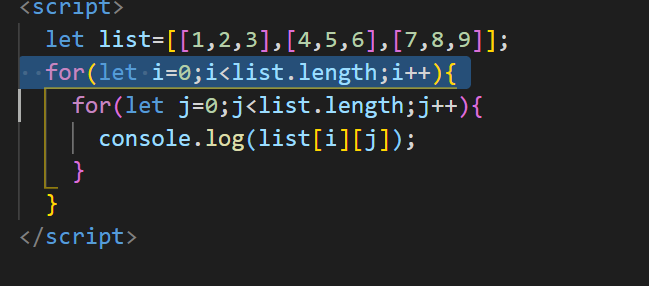 <script>
let list=[[1,2,3],[4,5,6],[7,8,9]];
for(let i=0;i<list.length;i++){
for(let j=0;j<list.length;j++){
console.log(list[i][j]);
}
}
</script>